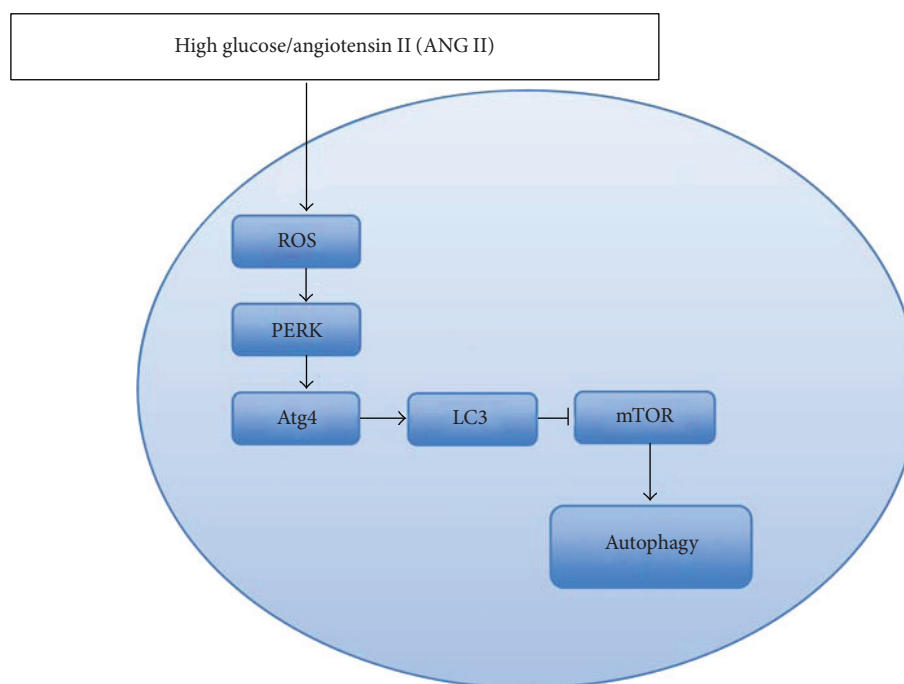 High glucose/angiotensin II (ANG II)
ROS
PERK
Atg4
LC3
mTOR
Autophagy